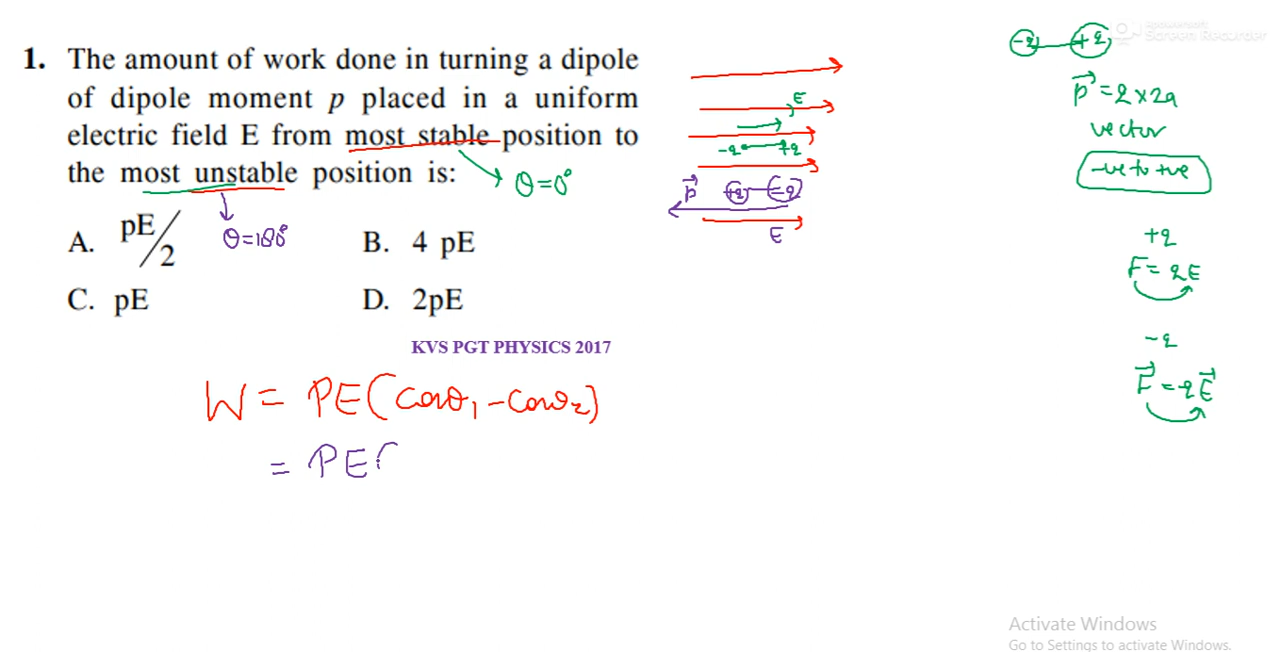 1. The amount of work done in turning a dipole
of dipole moment p placed in a uniform
electric field E from most stable position to
the most unstable position is:
θ=0°
θ=180°
A. pE/2
B. 4 pE
C. pE
D. 2pE
KVS PGT PHYSICS 2017
W = PE(cosθ₁ - cosθ₂)
= PE(
E
-q +q
p⃗ +q -q
E
-q +q
Screen Recorder
p⃗ = q × 2a
vector
-ve to +ve
+q
F = qE
-q
F⃗ = -qE⃗
Activate Windows
Go to Settings to activate Windows.